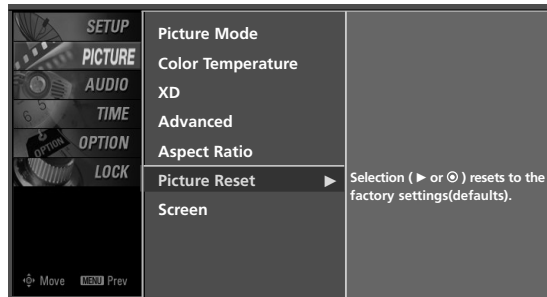 SETUP
PICTURE
AUDIO
TIME
OPTION
LOCK
Move MENU Prev
Picture Mode
Color Temperature
XD
Advanced
Aspect Ratio
Picture Reset ►
Screen
Selection ( ► or ⦿ ) resets to the
factory settings(defaults).